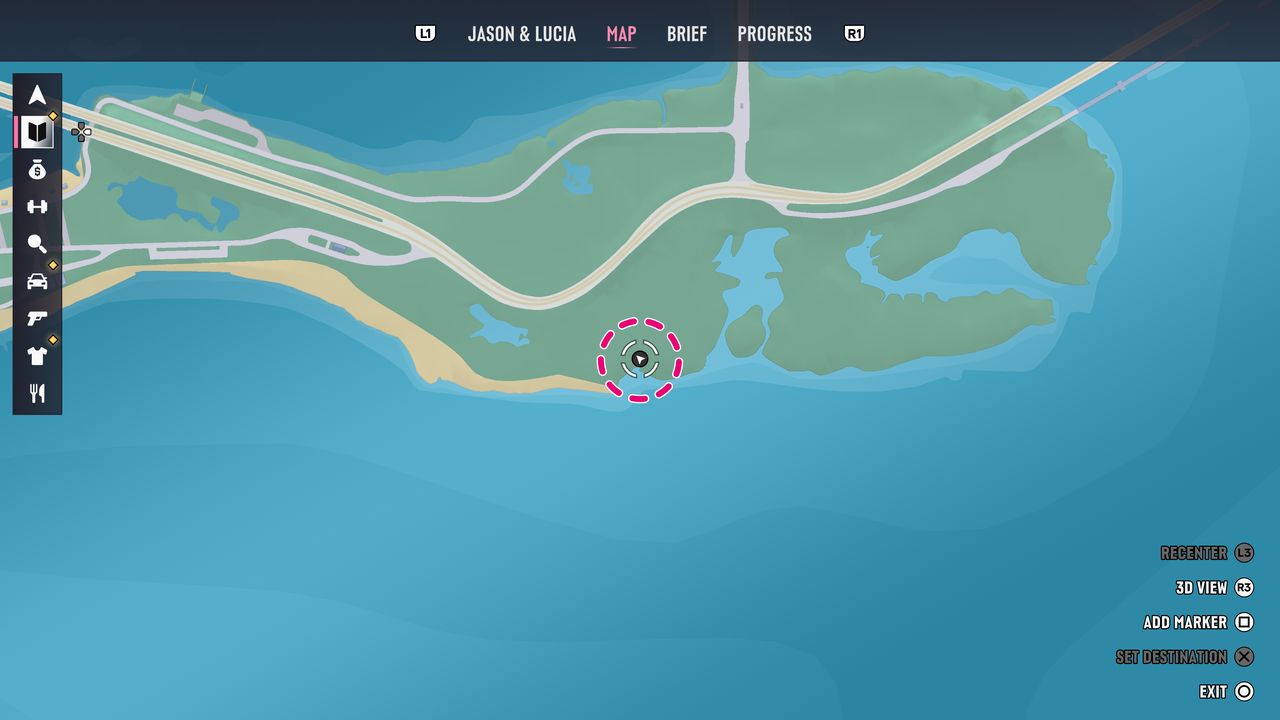 L1 JASON & LUCIA MAP BRIEF PROGRESS R1
$
RECENTER L3
3D VIEW R3
ADD MARKER
SET DESTINATION
EXIT